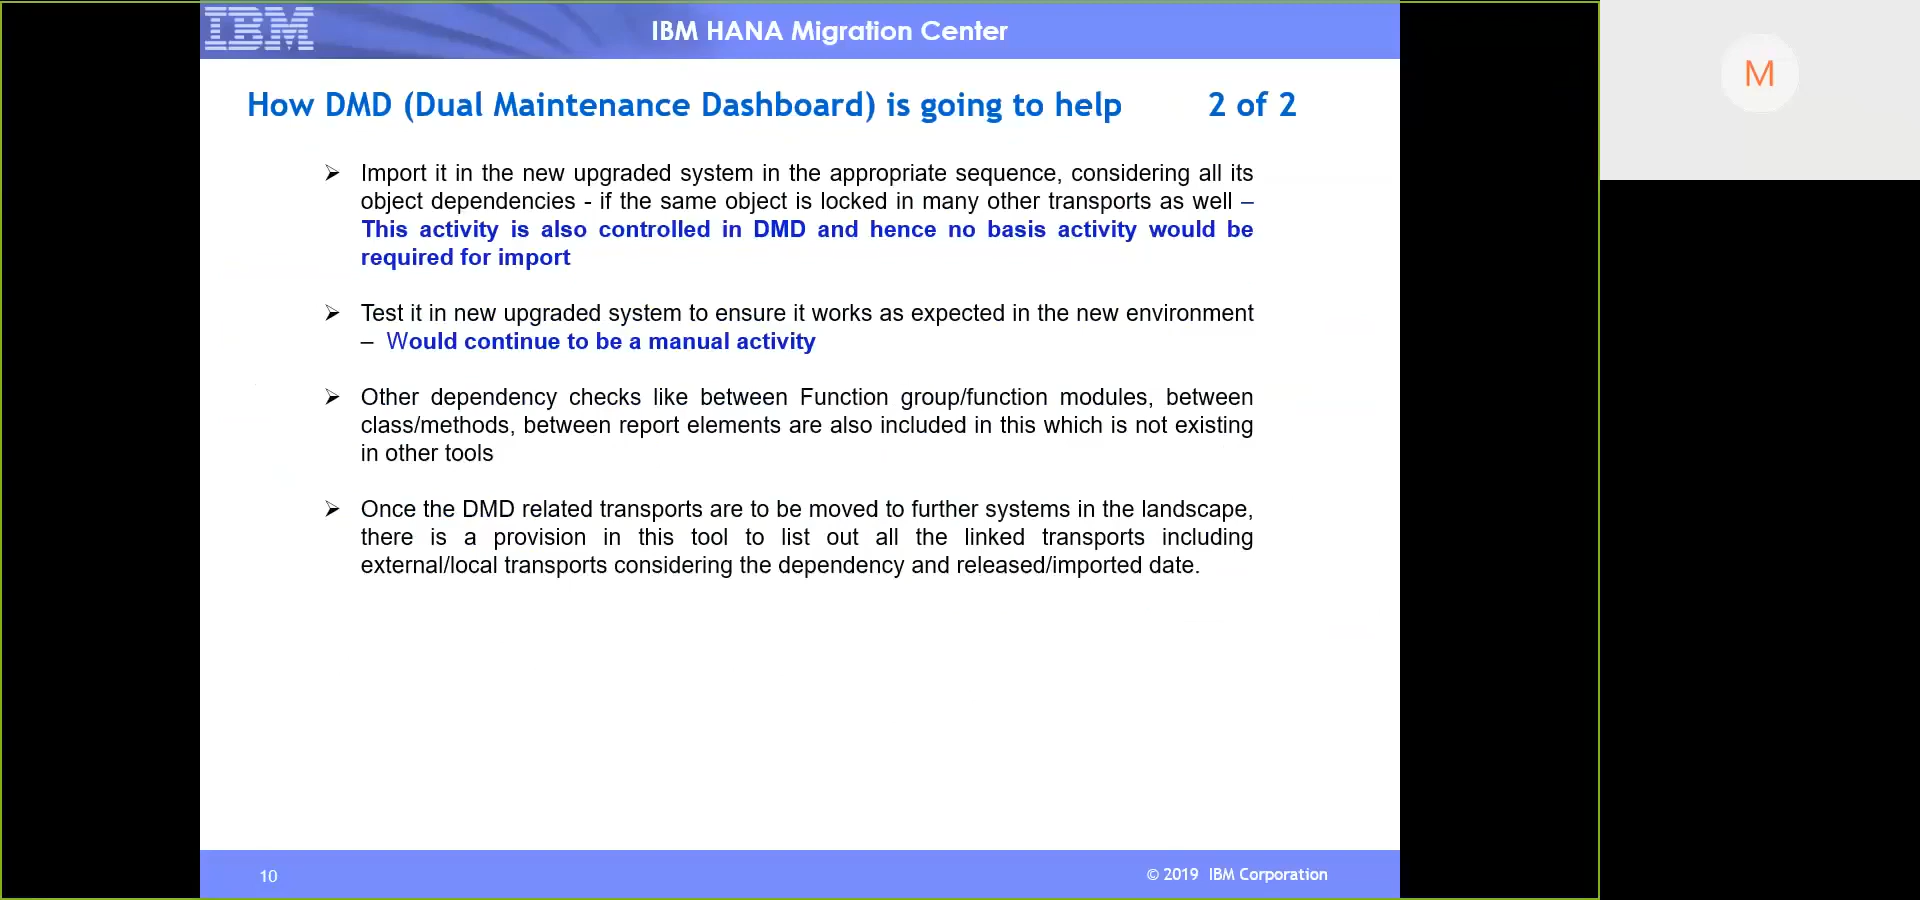 IBM
IBM HANA Migration Center
M
How DMD (Dual Maintenance Dashboard) is going to help 2 of 2
➢ Import it in the new upgraded system in the appropriate sequence, considering all its
object dependencies - if the same object is locked in many other transports as well –
This activity is also controlled in DMD and hence no basis activity would be
required for import
➢ Test it in new upgraded system to ensure it works as expected in the new environment
– Would continue to be a manual activity
➢ Other dependency checks like between Function group/function modules, between
class/methods, between report elements are also included in this which is not existing
in other tools
➢ Once the DMD related transports are to be moved to further systems in the landscape,
there is a provision in this tool to list out all the linked transports including
external/local transports considering the dependency and released/imported date.
10
© 2019 IBM Corporation